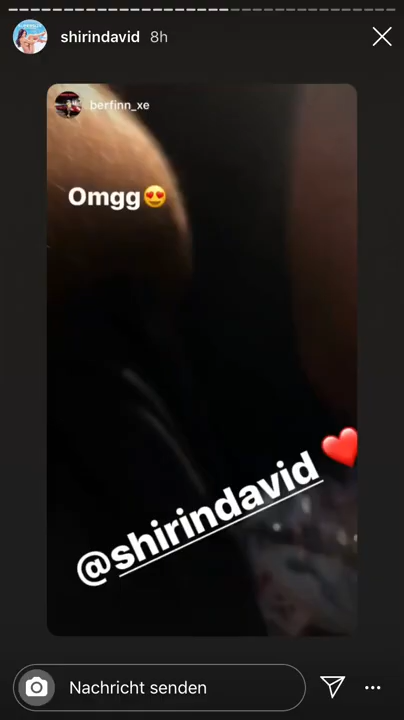 shirindavid 8h
berfinn_xe
Omgg😍
@shirindavid ❤️
Nachricht senden